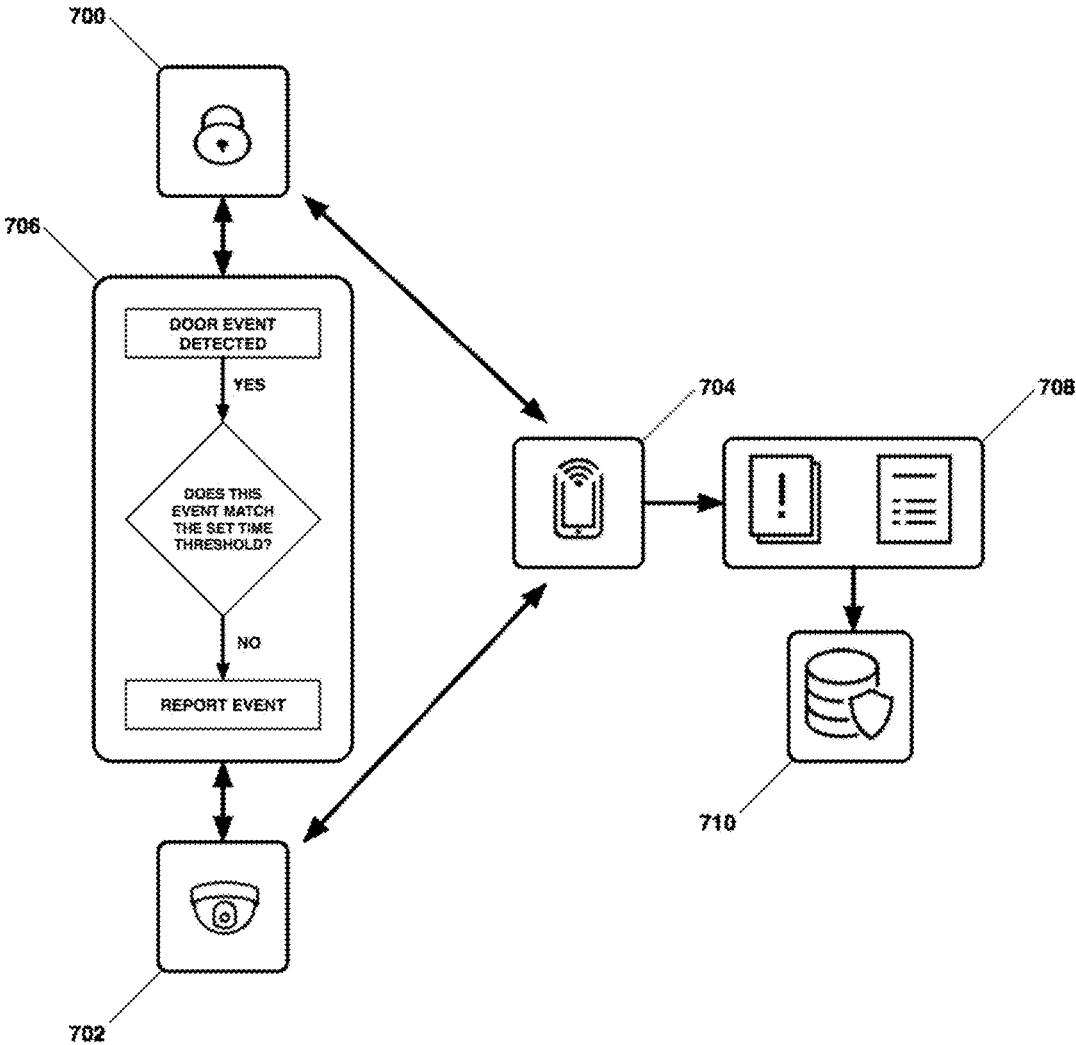 700
706
DOOR EVENT
DETECTED
YES
704
708
DOES THIS
EVENT MATCH
THE SET TIME
THRESHOLD?
NO
REPORT EVENT
710
702